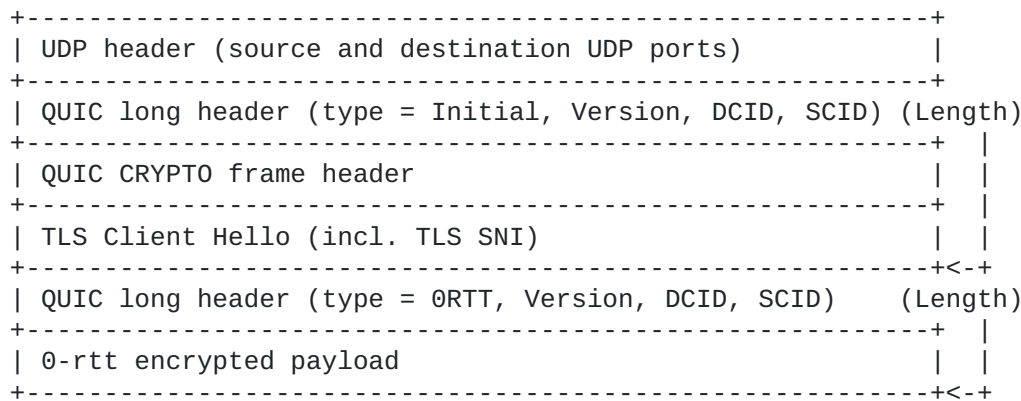 +----------------------------------------------------------+
| UDP header (source and destination UDP ports)            |
+----------------------------------------------------------+
| QUIC long header (type = Initial, Version, DCID, SCID) (Length)
+----------------------------------------------------------+  |
| QUIC CRYPTO frame header                                 |  |
+----------------------------------------------------------+  |
| TLS Client Hello (incl. TLS SNI)                         |  |
+----------------------------------------------------------+<-+
| QUIC long header (type = 0RTT, Version, DCID, SCID)    (Length)
+----------------------------------------------------------+  |
| 0-rtt encrypted payload                                  |  |
+----------------------------------------------------------+<-+